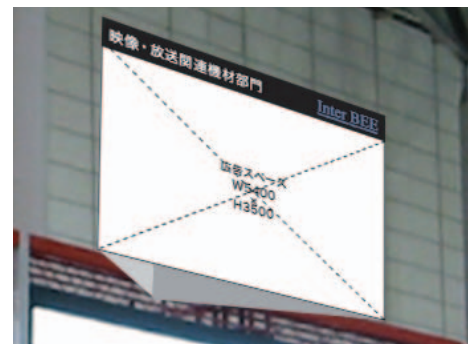 映像・放送関連機材部門
Inter BEE
広告スペース
W5400
×
H3500